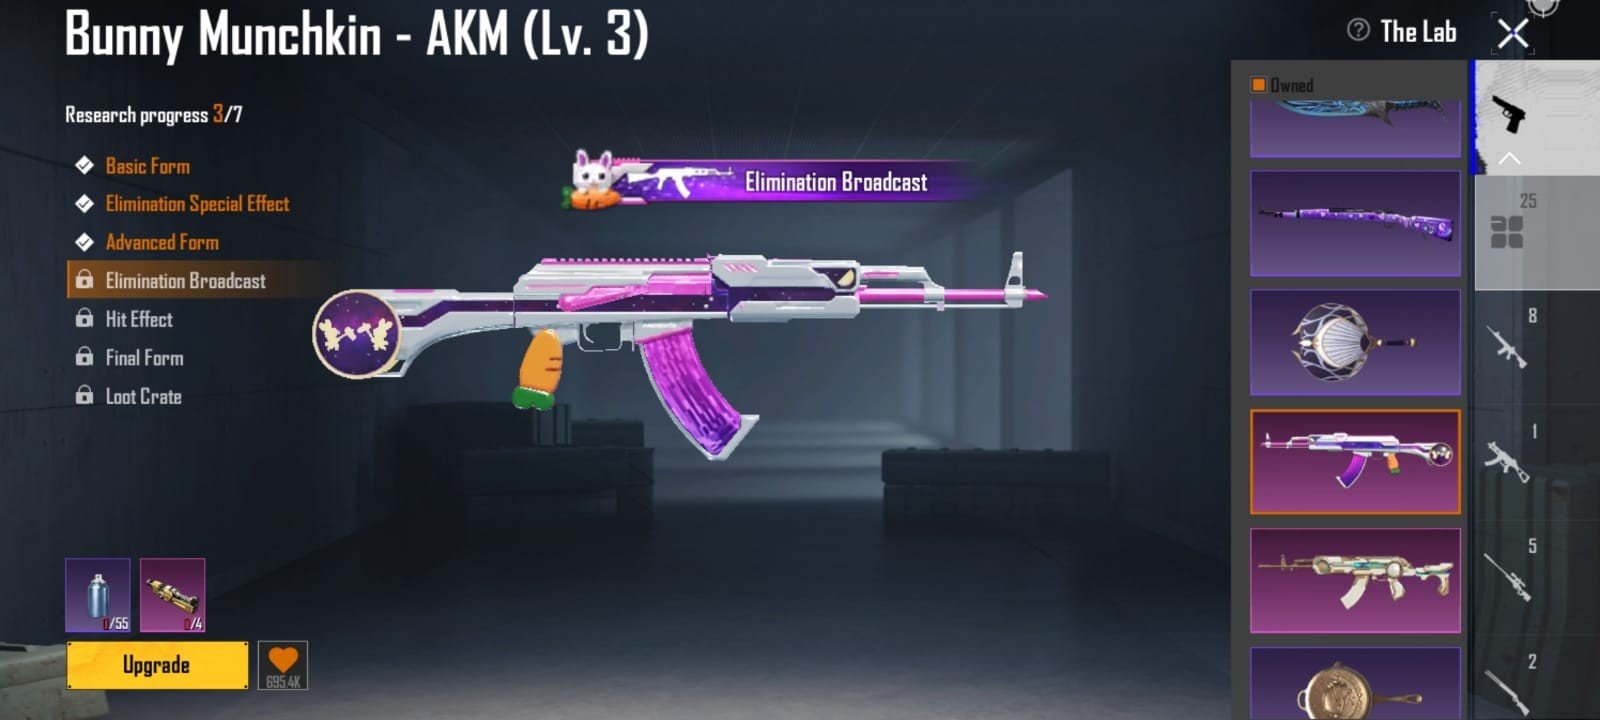 Bunny Munchkin - AKM (Lv. 3)
? The Lab
Research progress 3/7
Owned
Basic Form
Elimination Special Effect
Advanced Form
Elimination Broadcast
Hit Effect
Final Form
Loot Crate
Elimination Broadcast
25
8
1
5
2
0/55
0/4
Upgrade
695.4K